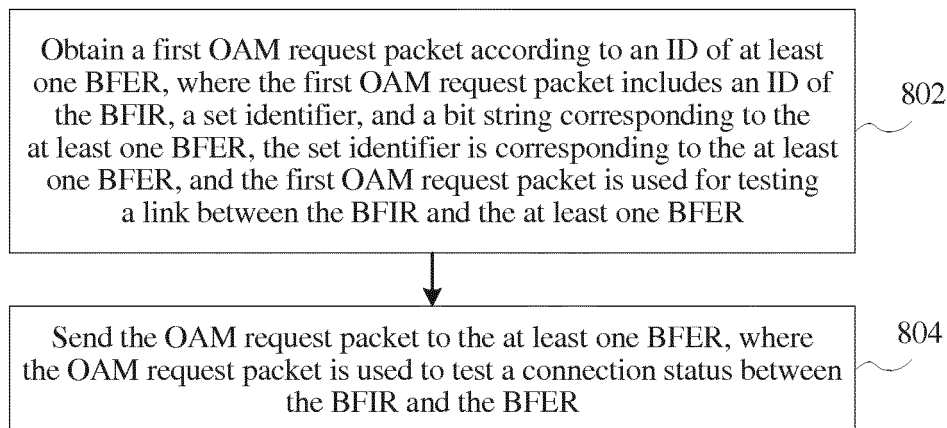 Obtain a first OAM request packet according to an ID of at least
one BFER, where the first OAM request packet includes an ID of
the BFIR, a set identifier, and a bit string corresponding to the
at least one BFER, the set identifier is corresponding to the at least
one BFER, and the first OAM request packet is used for testing
a link between the BFIR and the at least one BFER
802
Send the OAM request packet to the at least one BFER, where
the OAM request packet is used to test a connection status between
the BFIR and the BFER
804